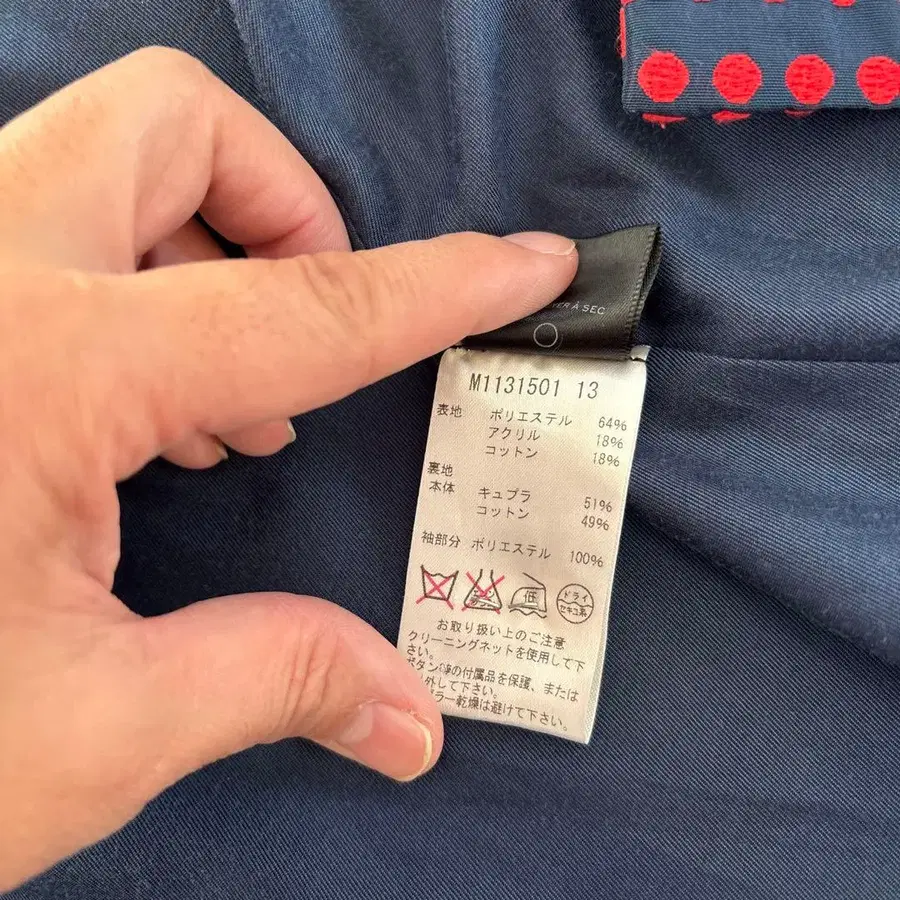 À SEC
M1131501 13
表地 ポリエステル 64%
アクリル 18%
コットン 18%
裏地
本体 キュプラ 51%
コットン 49%
袖部分 ポリエステル 100%
低 ドライ
セキユ系
お取り扱い上のご注意
クリーニングネットを使用して下
さい。
ボタン等の付属品を保護、または
外して下さい。
ラー乾燥は避けて下さい。